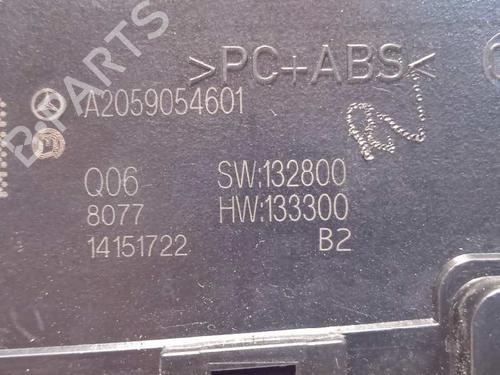 B-PARTS
>PC+ABS<
A2059054601
Q06 SW:132800
8077 HW:133300
14151722 B2